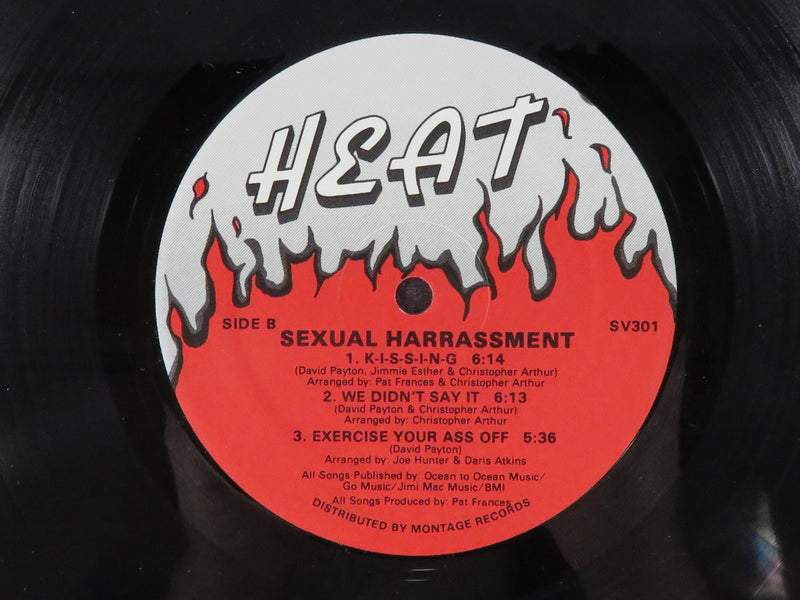 HEAT
SIDE B
SV301
SEXUAL HARRASSMENT
1. K-I-S-S-I-N-G 6:14
(David Payton, Jimmie Esther & Christopher Arthur)
Arranged by: Pat Frances & Christopher Arthur
2. WE DIDN'T SAY IT 6:13
(David Payton & Christopher Arthur)
Arranged by: Christopher Arthur
3. EXERCISE YOUR ASS OFF 5:36
(David Payton)
Arranged by: Joe Hunter & Daris Atkins
All Songs Published by: Ocean to Ocean Music/
Go Music/Jimi Mac Music/BMI
All Songs Produced by: Pat Frances
DISTRIBUTED BY MONTAGE RECORDS